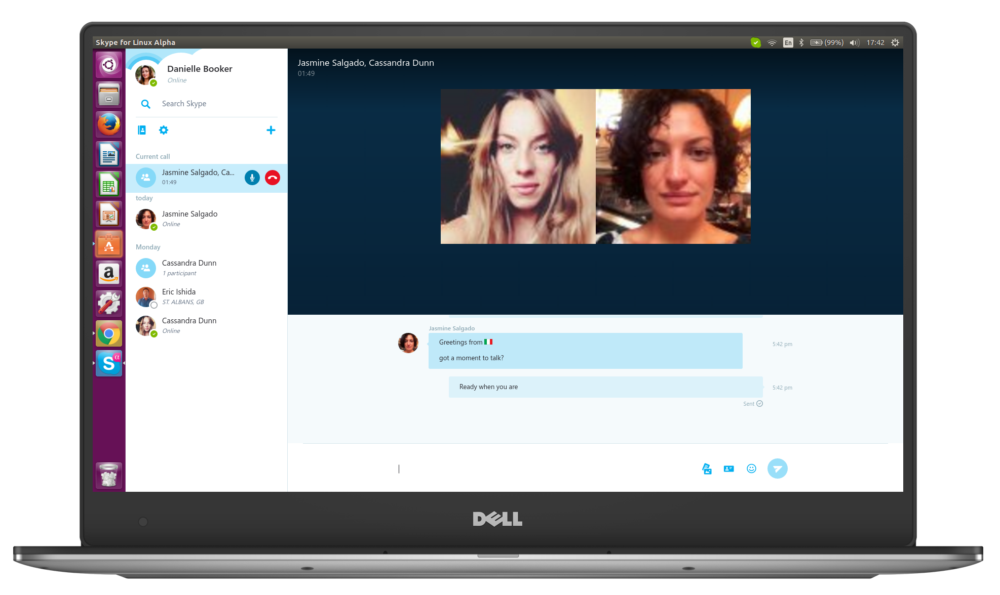 Skype for Linux Alpha
En
(99%)
17:42
Danielle Booker
Online
Search Skype
Current call
Jasmine Salgado, Ca...
01:49
today
Jasmine Salgado
Online
Monday
Cassandra Dunn
1 participant
Eric Ishida
ST. ALBANS, GB
Cassandra Dunn
Online
a
S α
Jasmine Salgado, Cassandra Dunn
01:49
Jasmine Salgado
Greetings from
got a moment to talk?
5:42 pm
Ready when you are
5:42 pm
Sent
DELL